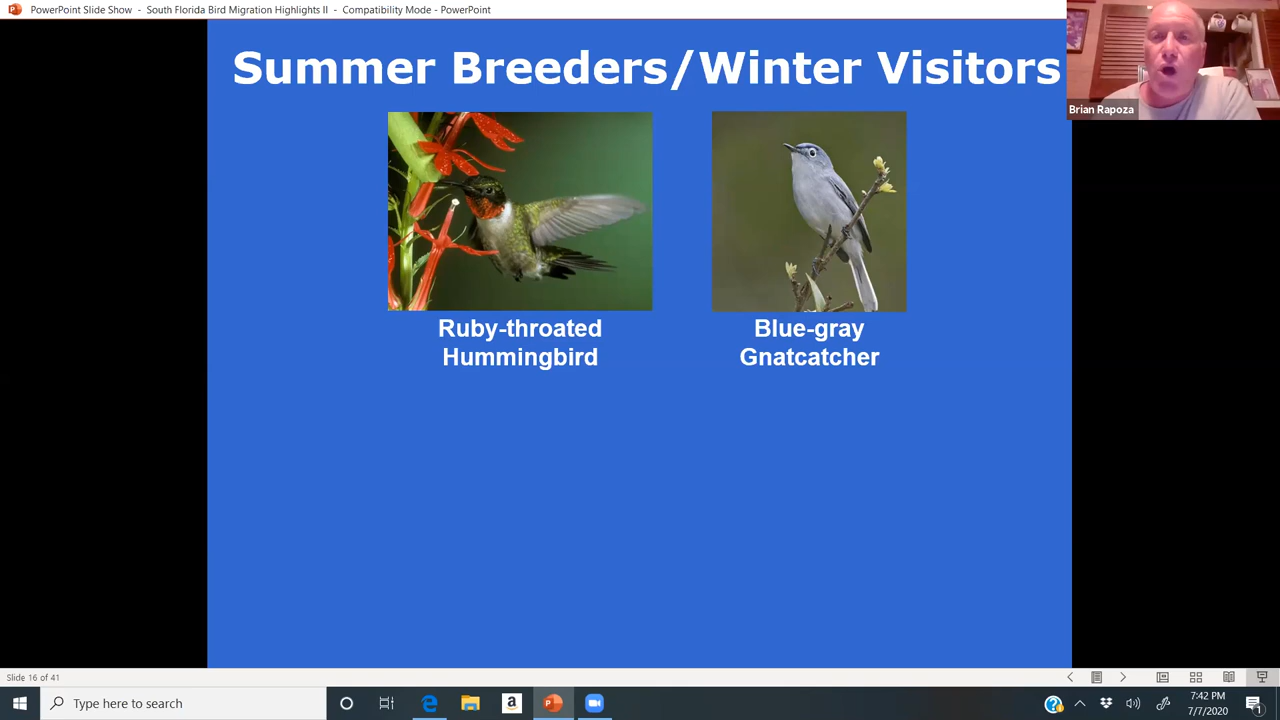 PowerPoint Slide Show - South Florida Bird Migration Highlights II - Compatibility Mode - PowerPoint
Summer Breeders/Winter Visitors
Brian Rapoza
Ruby-throated
Hummingbird
Blue-gray
Gnatcatcher
Slide 16 of 41
Type here to search
7:42 PM
7/7/2020